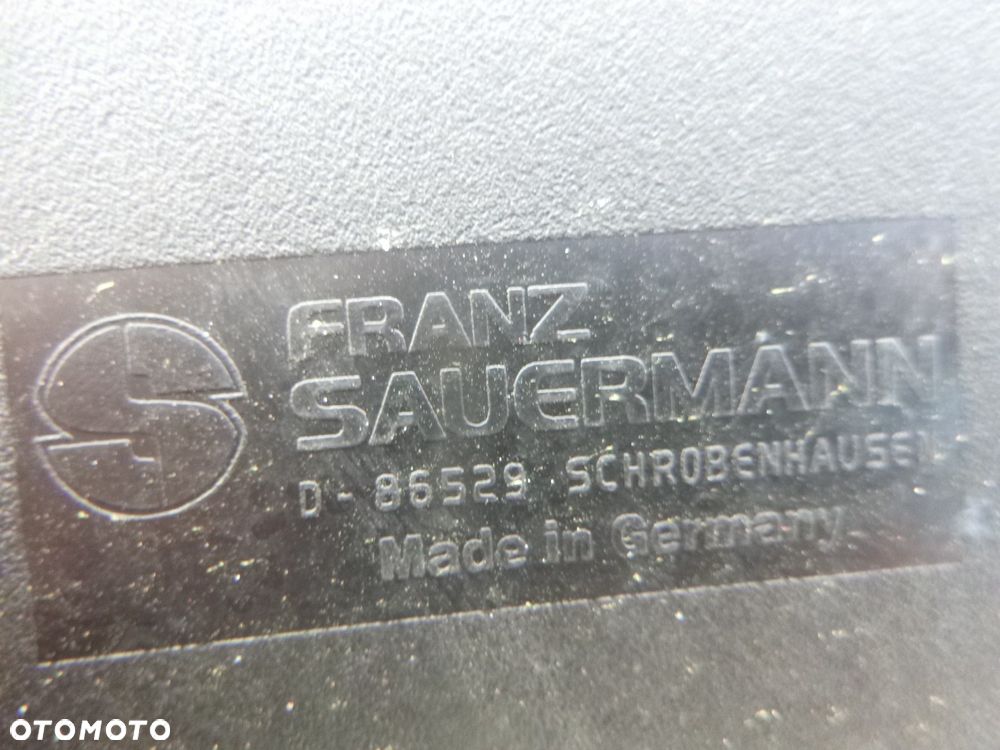 FRANZ
SAUERMANN
D-86529 SCHROBENHAUSEN
Made in Germany
OTOMOTO